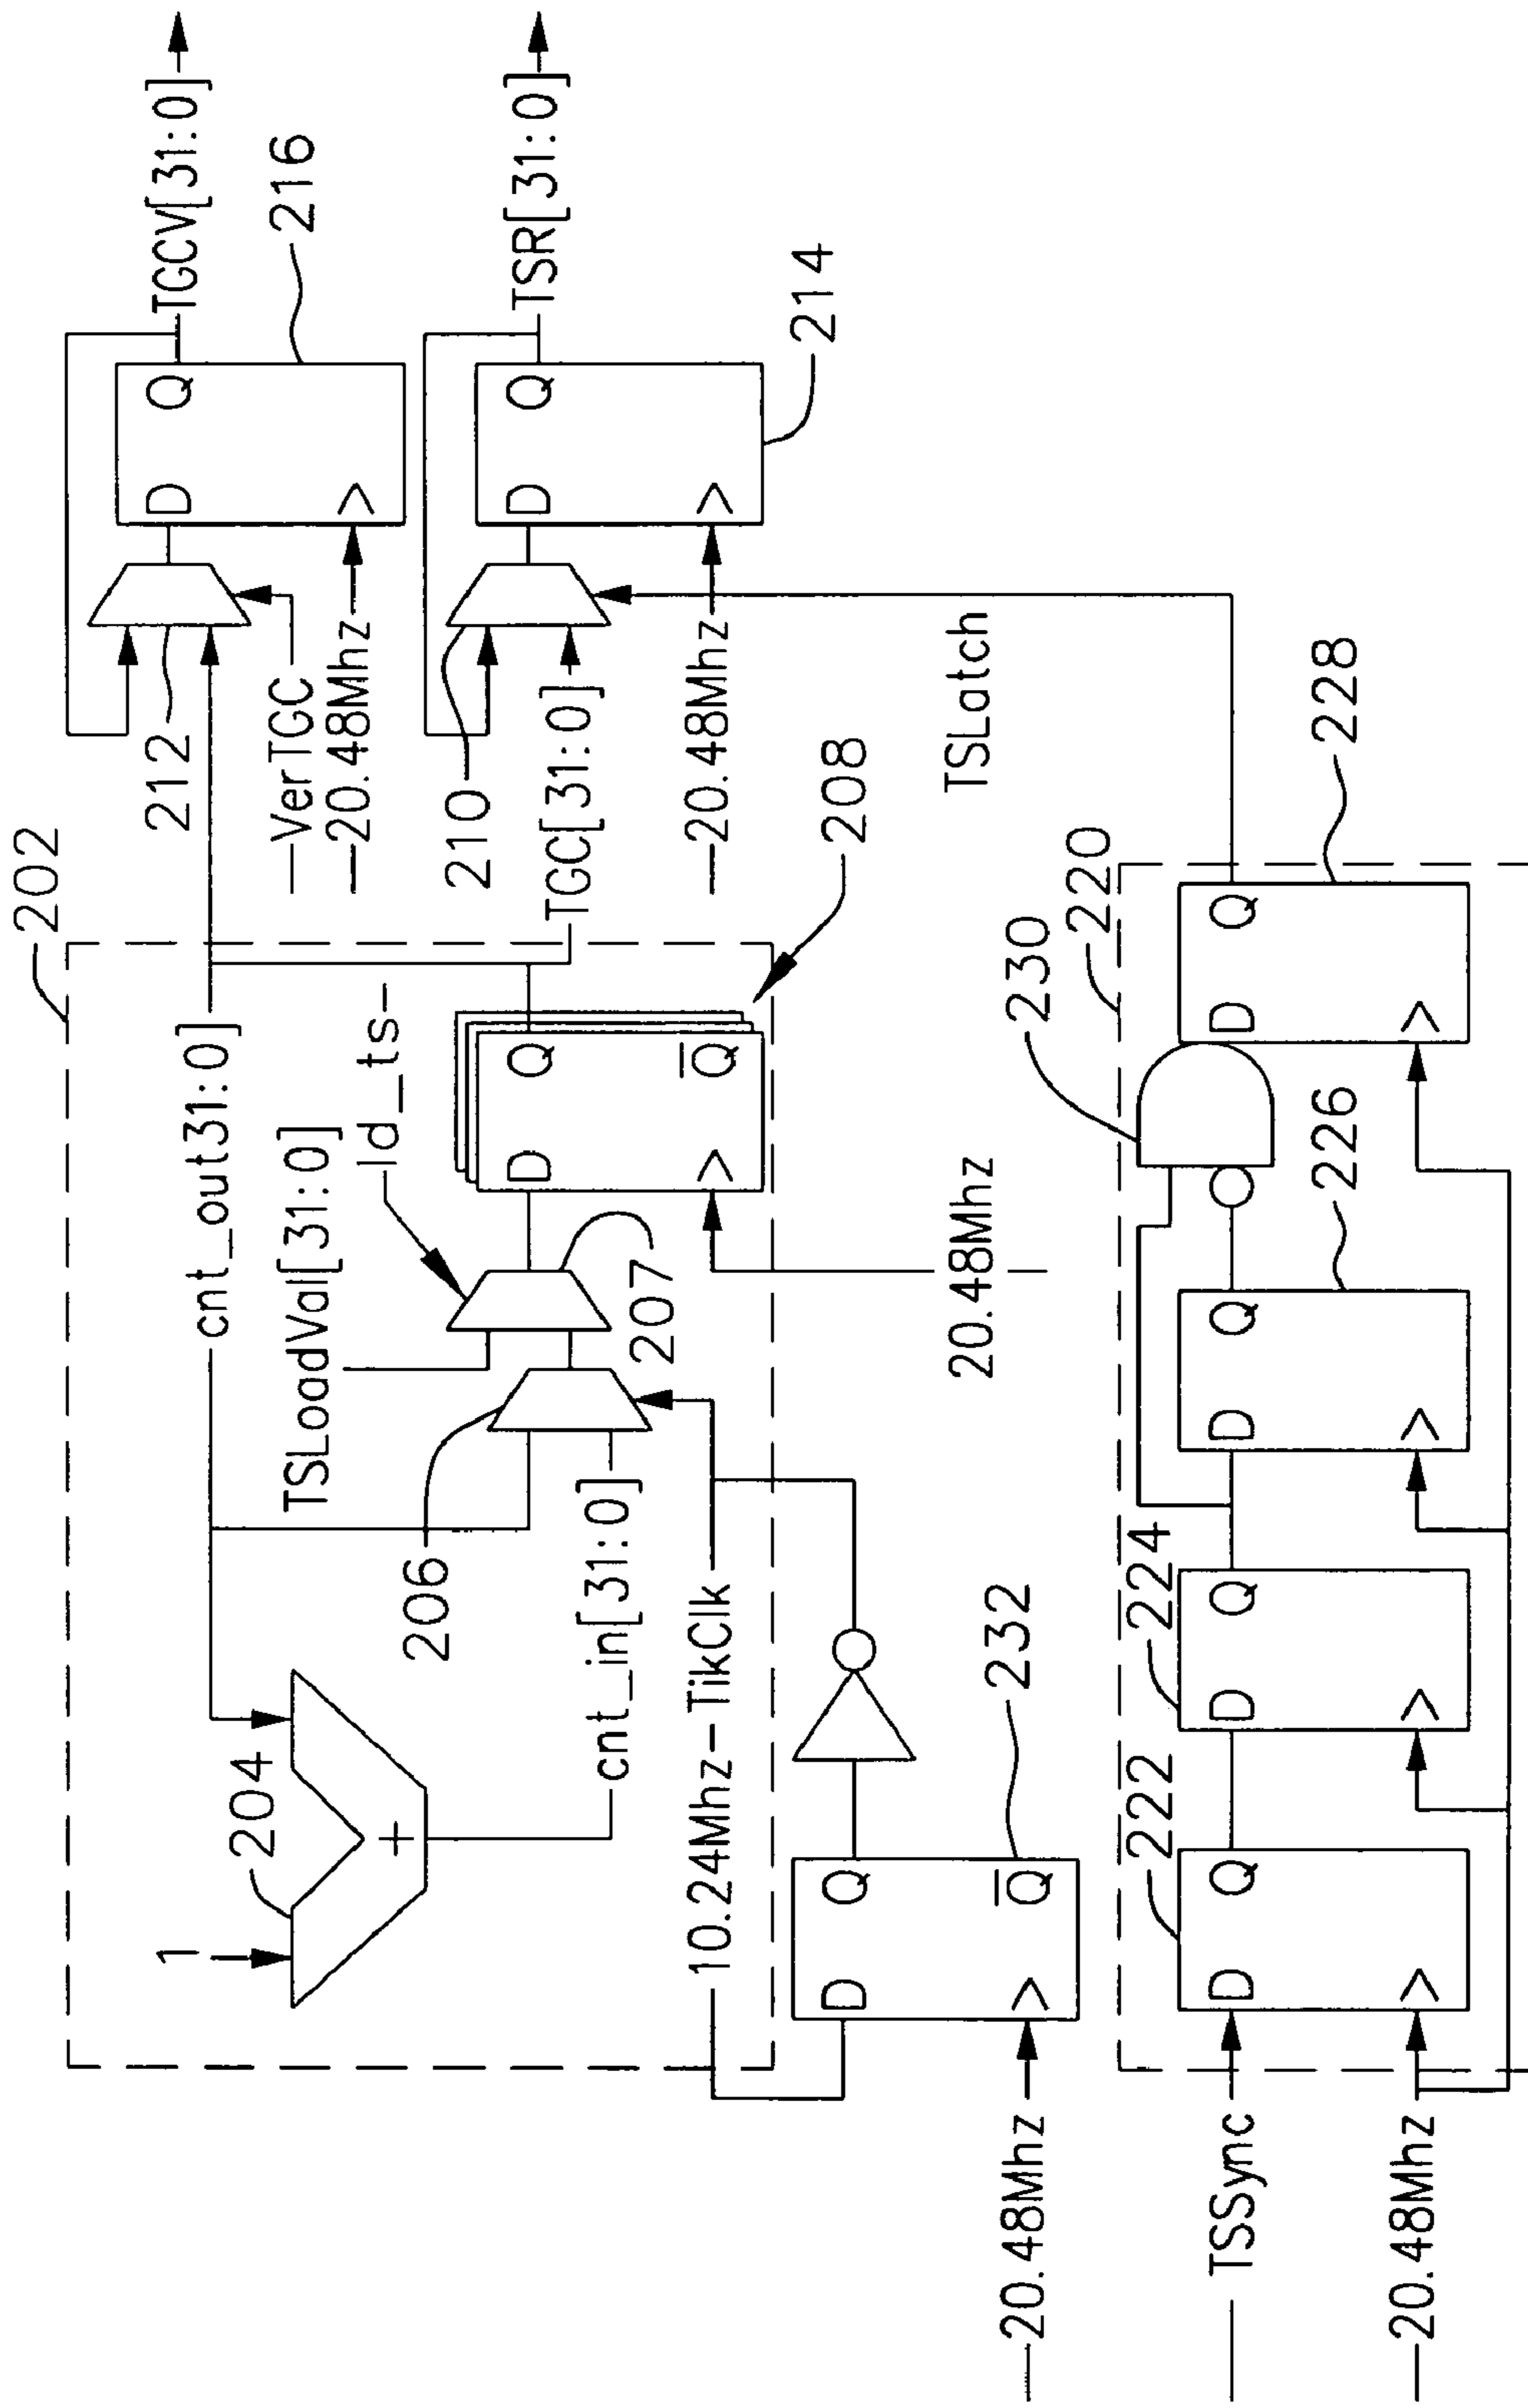 202
204
1
cnt_out31:0]
TSLoadVal[31:0]
ld_ts-
+
206
cnt_in[31:0]
207
D
Q
Q
208
20.48Mhz
10.24Mhz-TikClk
D
Q
Q
232
20.48Mhz
212
VerTGC
20.48Mhz
D
Q
TGCV[31:0]
216
210
TGC[31:0]
20.48Mhz
D
Q
TSR[31:0]
214
TSLatch
220
TSSync
20.48Mhz
222
D
Q
224
D
Q
226
D
Q
230
228
D
Q